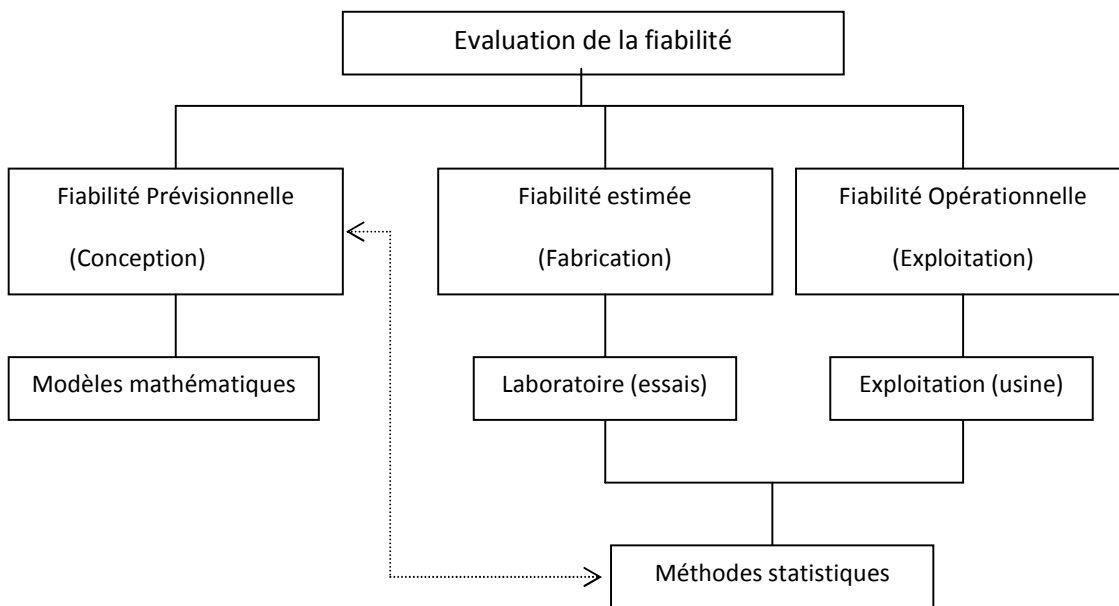 Evaluation de la fiabilité
Fiabilité Prévisionnelle
(Conception)
Fiabilité estimée
(Fabrication)
Fiabilité Opérationnelle
(Exploitation)
Modèles mathématiques
Laboratoire (essais)
Exploitation (usine)
Méthodes statistiques